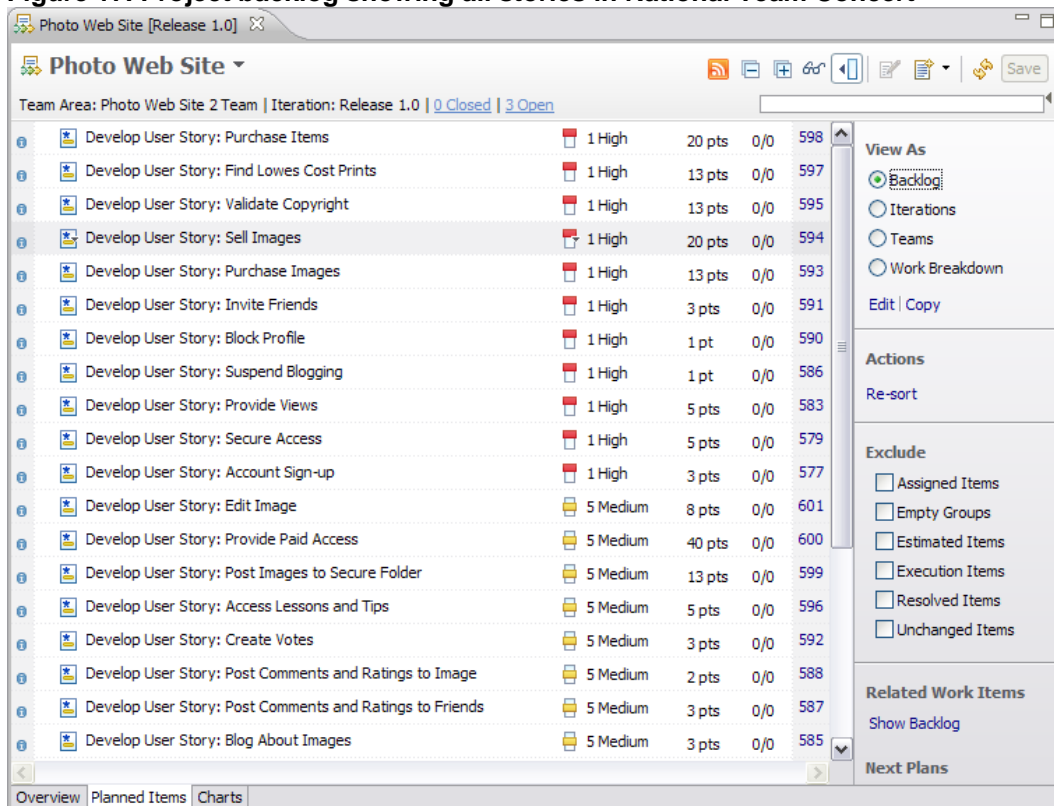 Figure 17. Project backlog showing all stories in Rational Team Concert
Photo Web Site [Release 1.0]
Photo Web Site
Save
Team Area: Photo Web Site 2 Team | Iteration: Release 1.0 | 0 Closed | 3 Open
Develop User Story: Purchase Items 1 High 20 pts 0/0 598
Develop User Story: Find Lowes Cost Prints 1 High 13 pts 0/0 597
Develop User Story: Validate Copyright 1 High 13 pts 0/0 595
Develop User Story: Sell Images 1 High 20 pts 0/0 594
Develop User Story: Purchase Images 1 High 13 pts 0/0 593
Develop User Story: Invite Friends 1 High 3 pts 0/0 591
Develop User Story: Block Profile 1 High 1 pt 0/0 590
Develop User Story: Suspend Blogging 1 High 1 pt 0/0 586
Develop User Story: Provide Views 1 High 5 pts 0/0 583
Develop User Story: Secure Access 1 High 5 pts 0/0 579
Develop User Story: Account Sign-up 1 High 3 pts 0/0 577
Develop User Story: Edit Image 5 Medium 8 pts 0/0 601
Develop User Story: Provide Paid Access 5 Medium 40 pts 0/0 600
Develop User Story: Post Images to Secure Folder 5 Medium 13 pts 0/0 599
Develop User Story: Access Lessons and Tips 5 Medium 5 pts 0/0 596
Develop User Story: Create Votes 5 Medium 3 pts 0/0 592
Develop User Story: Post Comments and Ratings to Image 5 Medium 2 pts 0/0 588
Develop User Story: Post Comments and Ratings to Friends 5 Medium 3 pts 0/0 587
Develop User Story: Blog About Images 5 Medium 3 pts 0/0 585
View As
Backlog
Iterations
Teams
Work Breakdown
Edit | Copy
Actions
Re-sort
Exclude
Assigned Items
Empty Groups
Estimated Items
Execution Items
Resolved Items
Unchanged Items
Related Work Items
Show Backlog
Next Plans
Overview Planned Items Charts